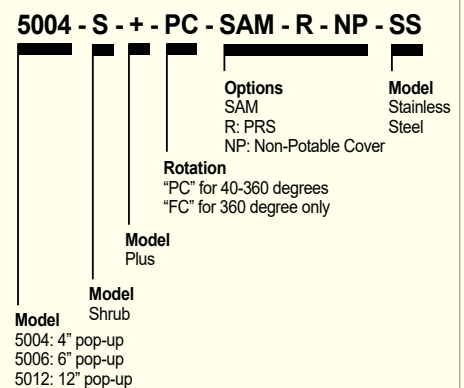 5004 - S - + - PC - SAM - R - NP - SS
Options
SAM
R: PRS
NP: Non-Potable Cover
Model
Stainless
Steel
Rotation
“PC” for 40-360 degrees
“FC” for 360 degree only
Model
Plus
Model
Shrub
Model
5004: 4” pop-up
5006: 6” pop-up
5012: 12” pop-up